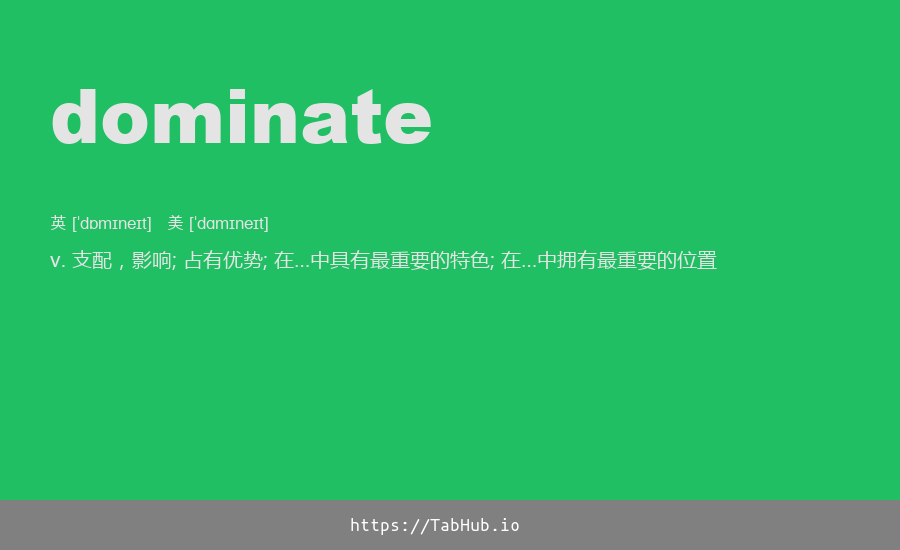 dominate
英 [ˈdɒmɪneɪt] 美 [ˈdɑmɪneɪt]
v. 支配，影响; 占有优势; 在...中具有最重要的特色; 在...中拥有最重要的位置
https://TabHub.io